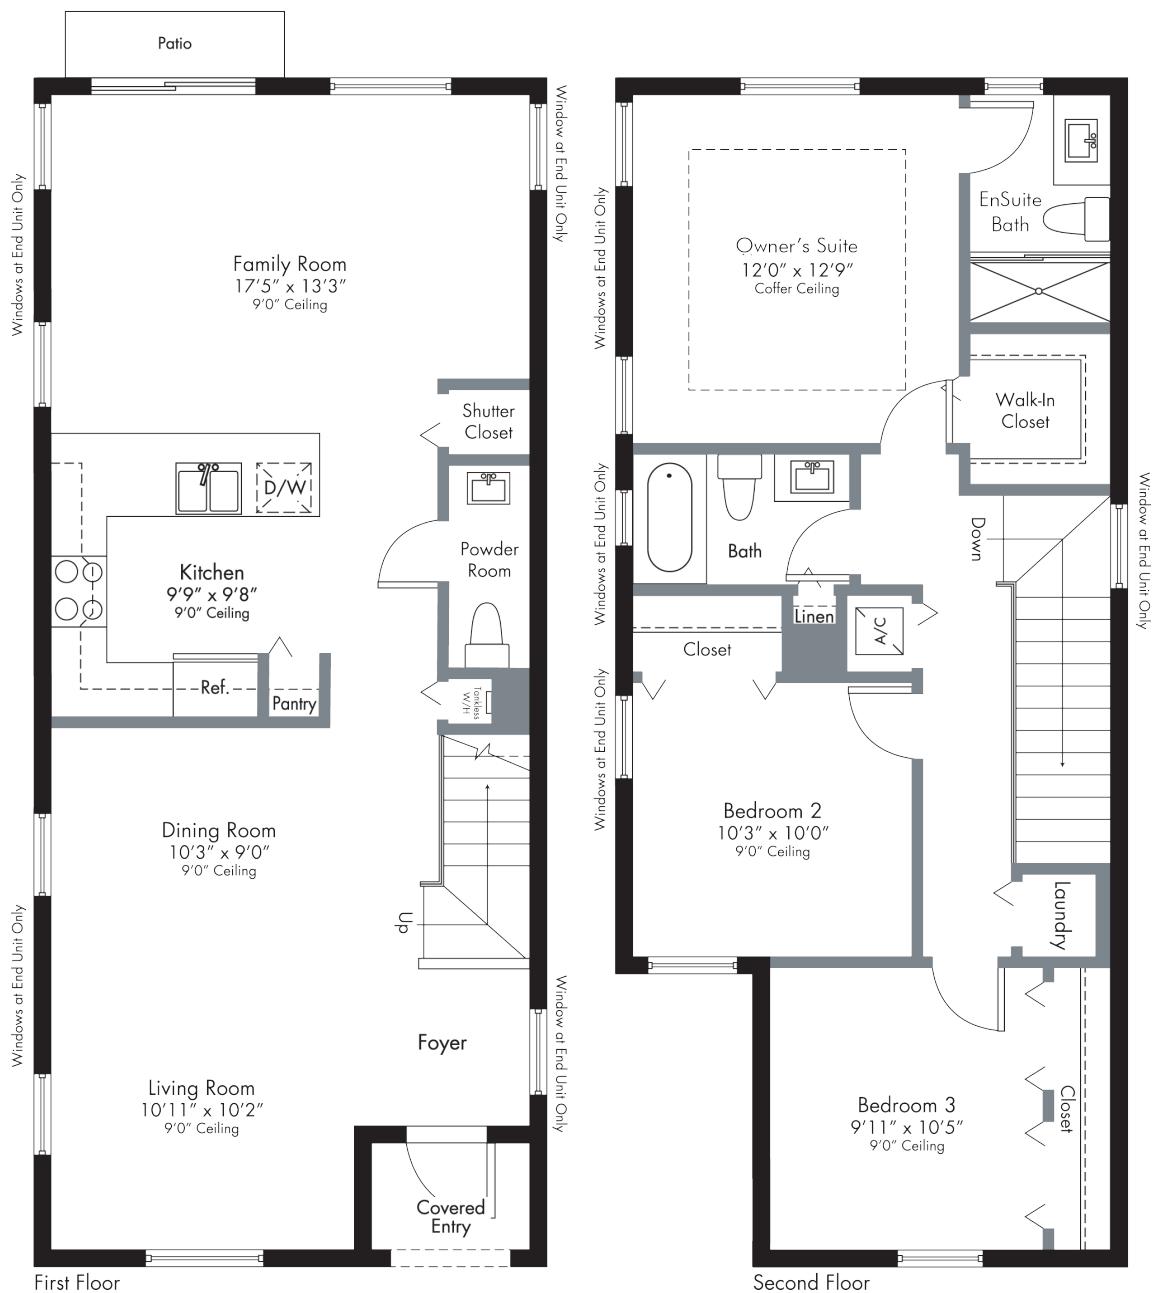 Patio
Windows at End Unit Only
Window at End Unit Only
Family Room
17'5" x 13'3"
9'0" Ceiling
Shutter
Closet
D/W
Kitchen
9'9" x 9'8"
9'0" Ceiling
Powder
Room
Ref.
Pantry
Tankless
W/H
Dining Room
10'3" x 9'0"
9'0" Ceiling
Up
Windows at End Unit Only
Foyer
Window at End Unit Only
Living Room
10'11" x 10'2"
9'0" Ceiling
Covered
Entry
First Floor
Windows at End Unit Only
Owner's Suite
12'0" x 12'9"
Coffer Ceiling
EnSuite
Bath
Walk-In
Closet
Windows at End Unit Only
Bath
Down
Window at End Unit Only
Linen
A/C
Closet
Windows at End Unit Only
Bedroom 2
10'3" x 10'0"
9'0" Ceiling
Laundry
Bedroom 3
9'11" x 10'5"
9'0" Ceiling
Closet
Second Floor